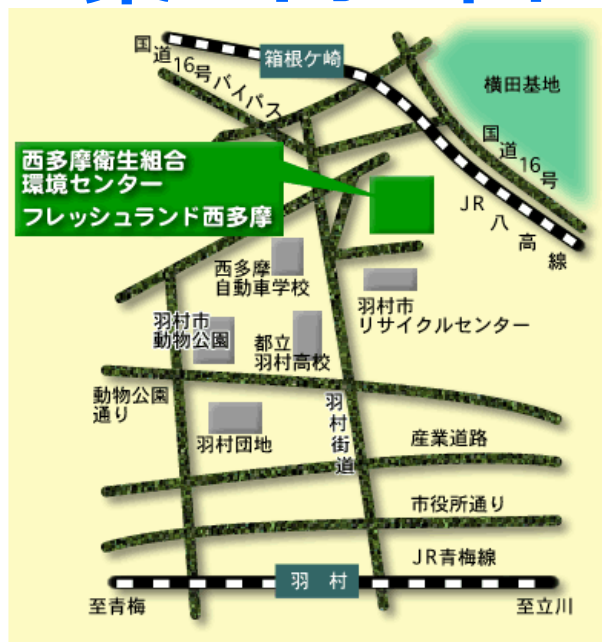 国道16号バイパス
箱根ケ崎
横田基地
国道16号
JR八高線
西多摩衛生組合
環境センター
フレッシュランド西多摩
西多摩
自動車学校
羽村市
リサイクルセンター
羽村市
動物公園
都立
羽村高校
動物公園
通り
羽村団地
羽村街道
産業道路
市役所通り
JR青梅線
羽 村
至青梅
至立川